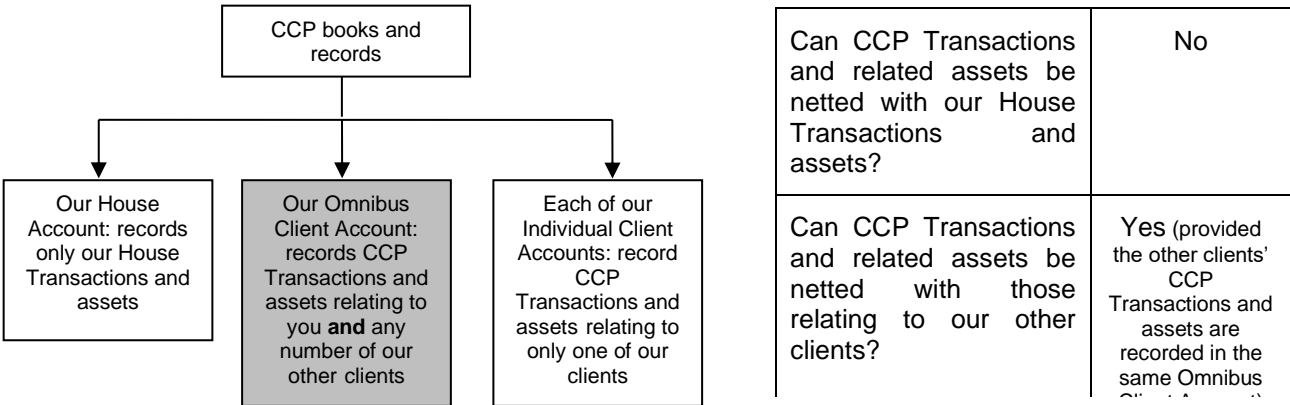 CCP books and
records
Our House
Account: records
only our House
Transactions and
assets
Our Omnibus
Client Account:
records CCP
Transactions and
assets relating to
you and any
number of our
other clients
Each of our
Individual Client
Accounts: record
CCP
Transactions and
assets relating to
only one of our
clients
Can CCP Transactions
and related assets be
netted with our House
Transactions and
assets?
No
Can CCP Transactions
and related assets be
netted with those
relating to our other
clients?
Yes (provided
the other clients'
CCP
Transactions and
assets are
recorded in the
same Omnibus
Client Account)